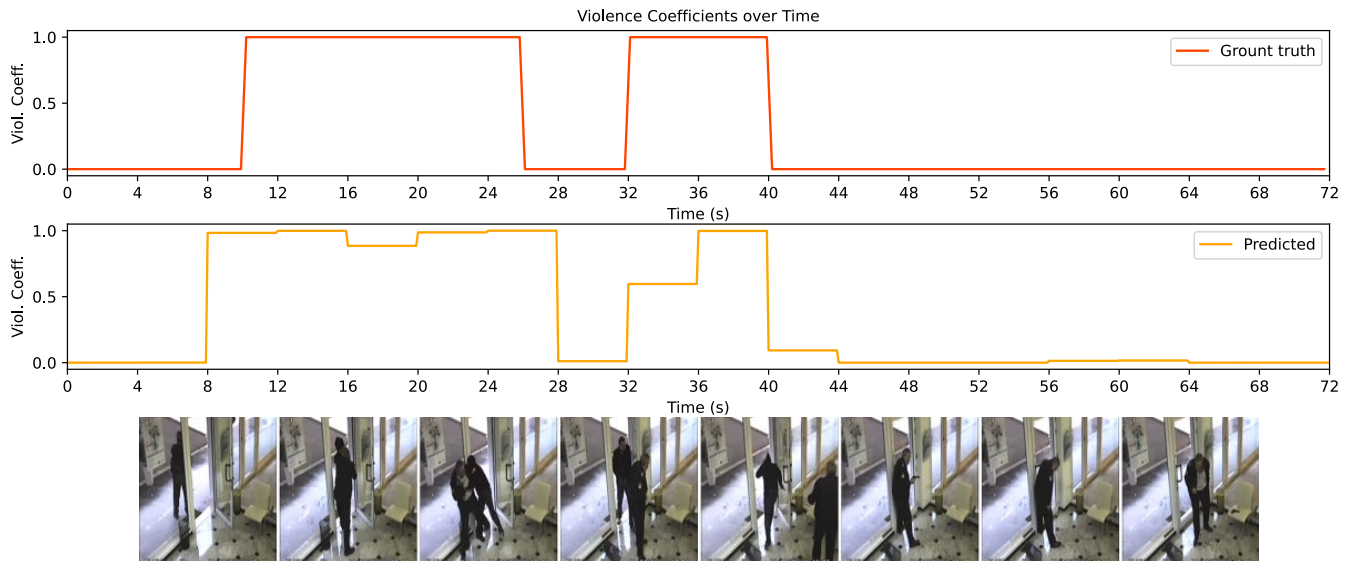 Violence Coefficients over Time
Viol. Coeff.
1.0
0.5
0.0
Grount truth
0 4 8 12 16 20 24 28 32 36 40 44 48 52 56 60 64 68 72
Time (s)
Viol. Coeff.
1.0
0.5
0.0
Predicted
0 4 8 12 16 20 24 28 32 36 40 44 48 52 56 60 64 68 72
Time (s)